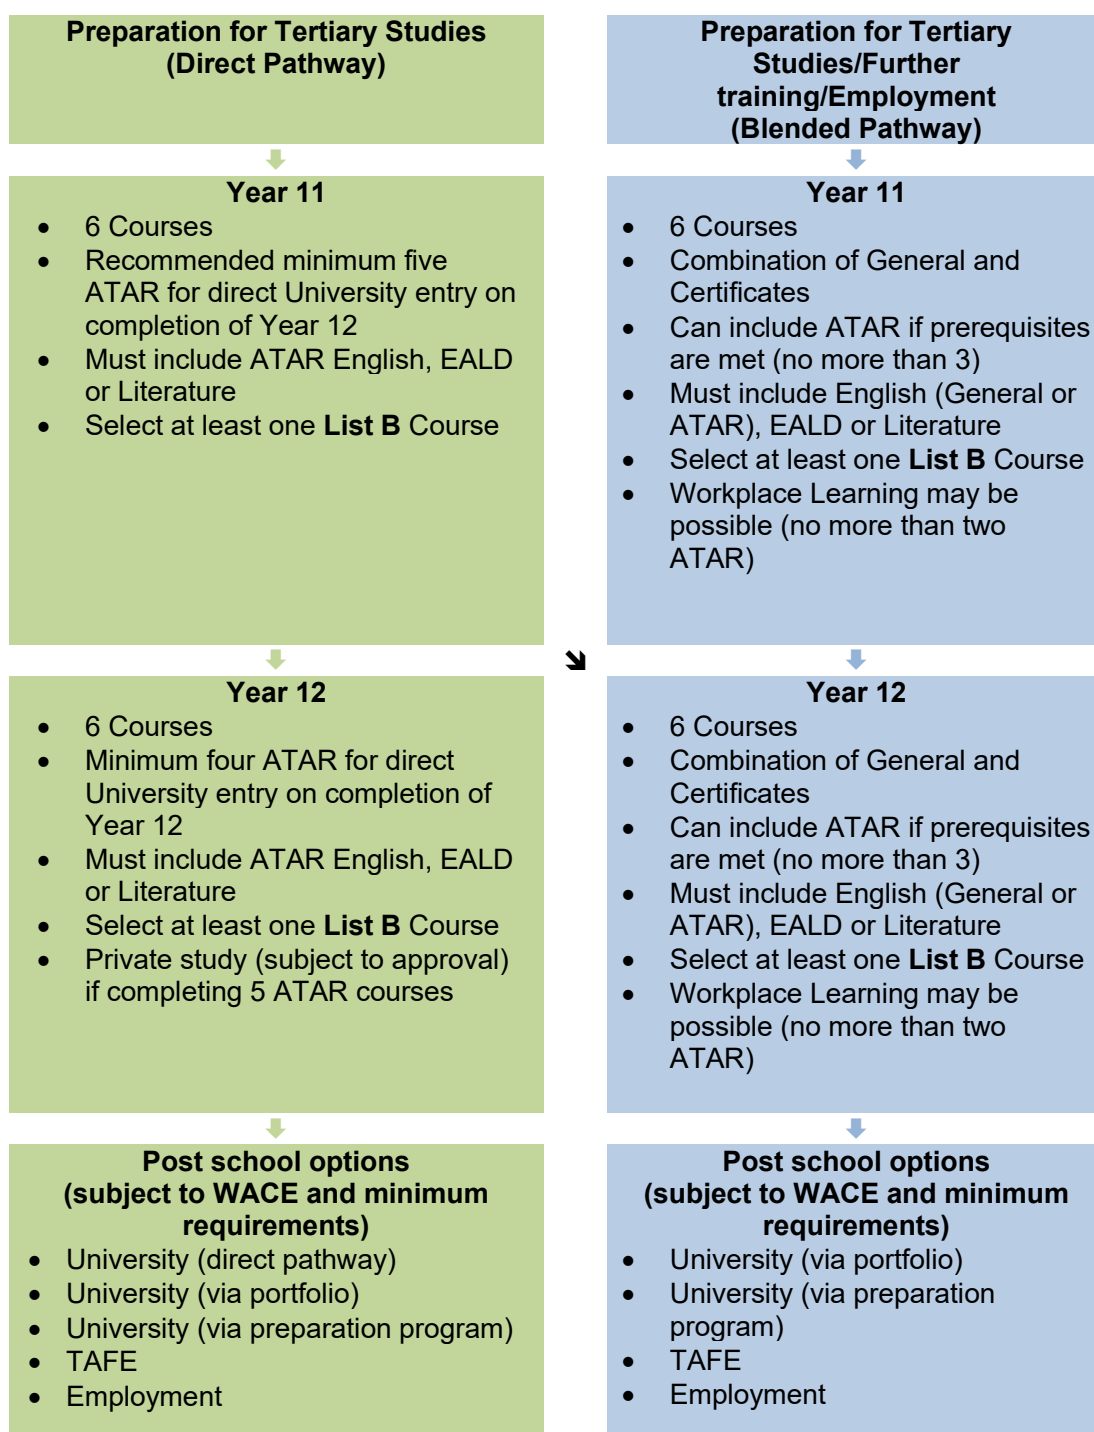 Preparation for Tertiary Studies
(Direct Pathway)
Preparation for Tertiary
Studies/Further
training/Employment
(Blended Pathway)
Year 11
• 6 Courses
• Recommended minimum five
ATAR for direct University entry on
completion of Year 12
• Must include ATAR English, EALD
or Literature
• Select at least one List B Course
Year 11
• 6 Courses
• Combination of General and
Certificates
• Can include ATAR if prerequisites
are met (no more than 3)
• Must include English (General or
ATAR), EALD or Literature
• Select at least one List B Course
• Workplace Learning may be
possible (no more than two
ATAR)
Year 12
• 6 Courses
• Minimum four ATAR for direct
University entry on completion of
Year 12
• Must include ATAR English, EALD
or Literature
• Select at least one List B Course
• Private study (subject to approval)
if completing 5 ATAR courses
Year 12
• 6 Courses
• Combination of General and
Certificates
• Can include ATAR if prerequisites
are met (no more than 3)
• Must include English (General or
ATAR), EALD or Literature
• Select at least one List B Course
• Workplace Learning may be
possible (no more than two
ATAR)
Post school options
(subject to WACE and minimum
requirements)
• University (direct pathway)
• University (via portfolio)
• University (via preparation program)
• TAFE
• Employment
Post school options
(subject to WACE and minimum
requirements)
• University (via portfolio)
• University (via preparation
program)
• TAFE
• Employment